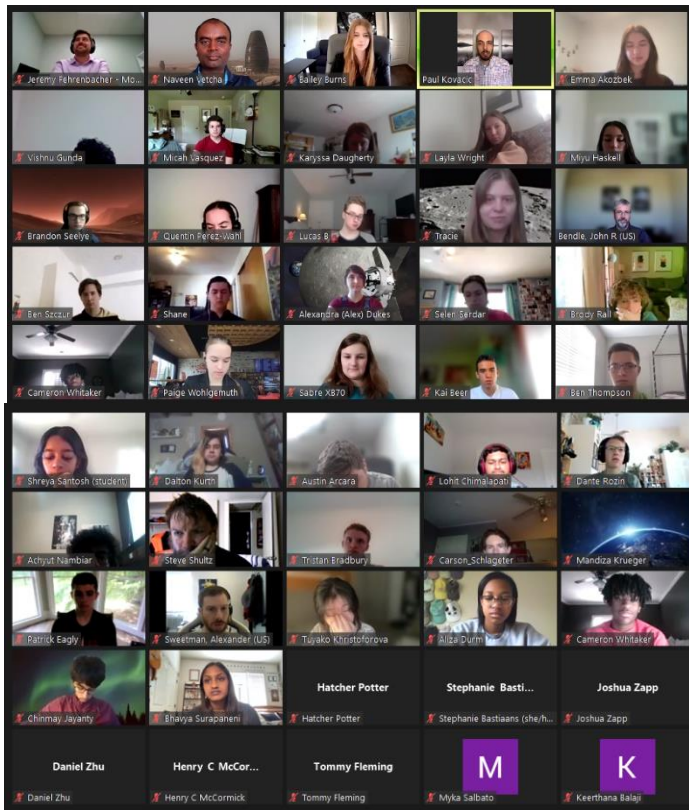 Jeremy Fehrenbacher - Mo...
Naveen Vetcha
Bailey Burns
Paul Kovacic
Emma Akozbek
Vishnu Gunda
Micah Vasquez
Karyssa Daugherty
Layla Wright
Miyu Haskell
Brandon Seelye
Quentin Perez-Wahl
Lucas B
Tracie
Bendle, John R (US)
Ben Szczur
Shane
Alexandra (Alex) Dukes
Selen Serdar
Brody Rall
Cameron Whitaker
Paige Wohlgemuth
Sabre XB70
Kai Beer
Ben Thompson
Shreya Santosh (student)
Dalton Kurth
Austin Arcara
Lohit Chimalapati
Dante Rozin
Achyut Nambiar
Steve Shultz
Tristan Bradbury
Carson_Schlageter
Mandiza Krueger
Patrick Eagly
Sweetman, Alexander (US)
Tuyako Khristoforova
Aliza Durm
Cameron Whitaker
Chinmay Jayanty
Bhavya Surapaneni
Hatcher Potter
Hatcher Potter
Stephanie Basti...
Stephanie Bastiaans (she/h...
Joshua Zapp
Joshua Zapp
Daniel Zhu
Daniel Zhu
Henry C McCor...
Henry C McCormick
Tommy Fleming
Tommy Fleming
M
Myka Salbato
K
Keerthana Balaji